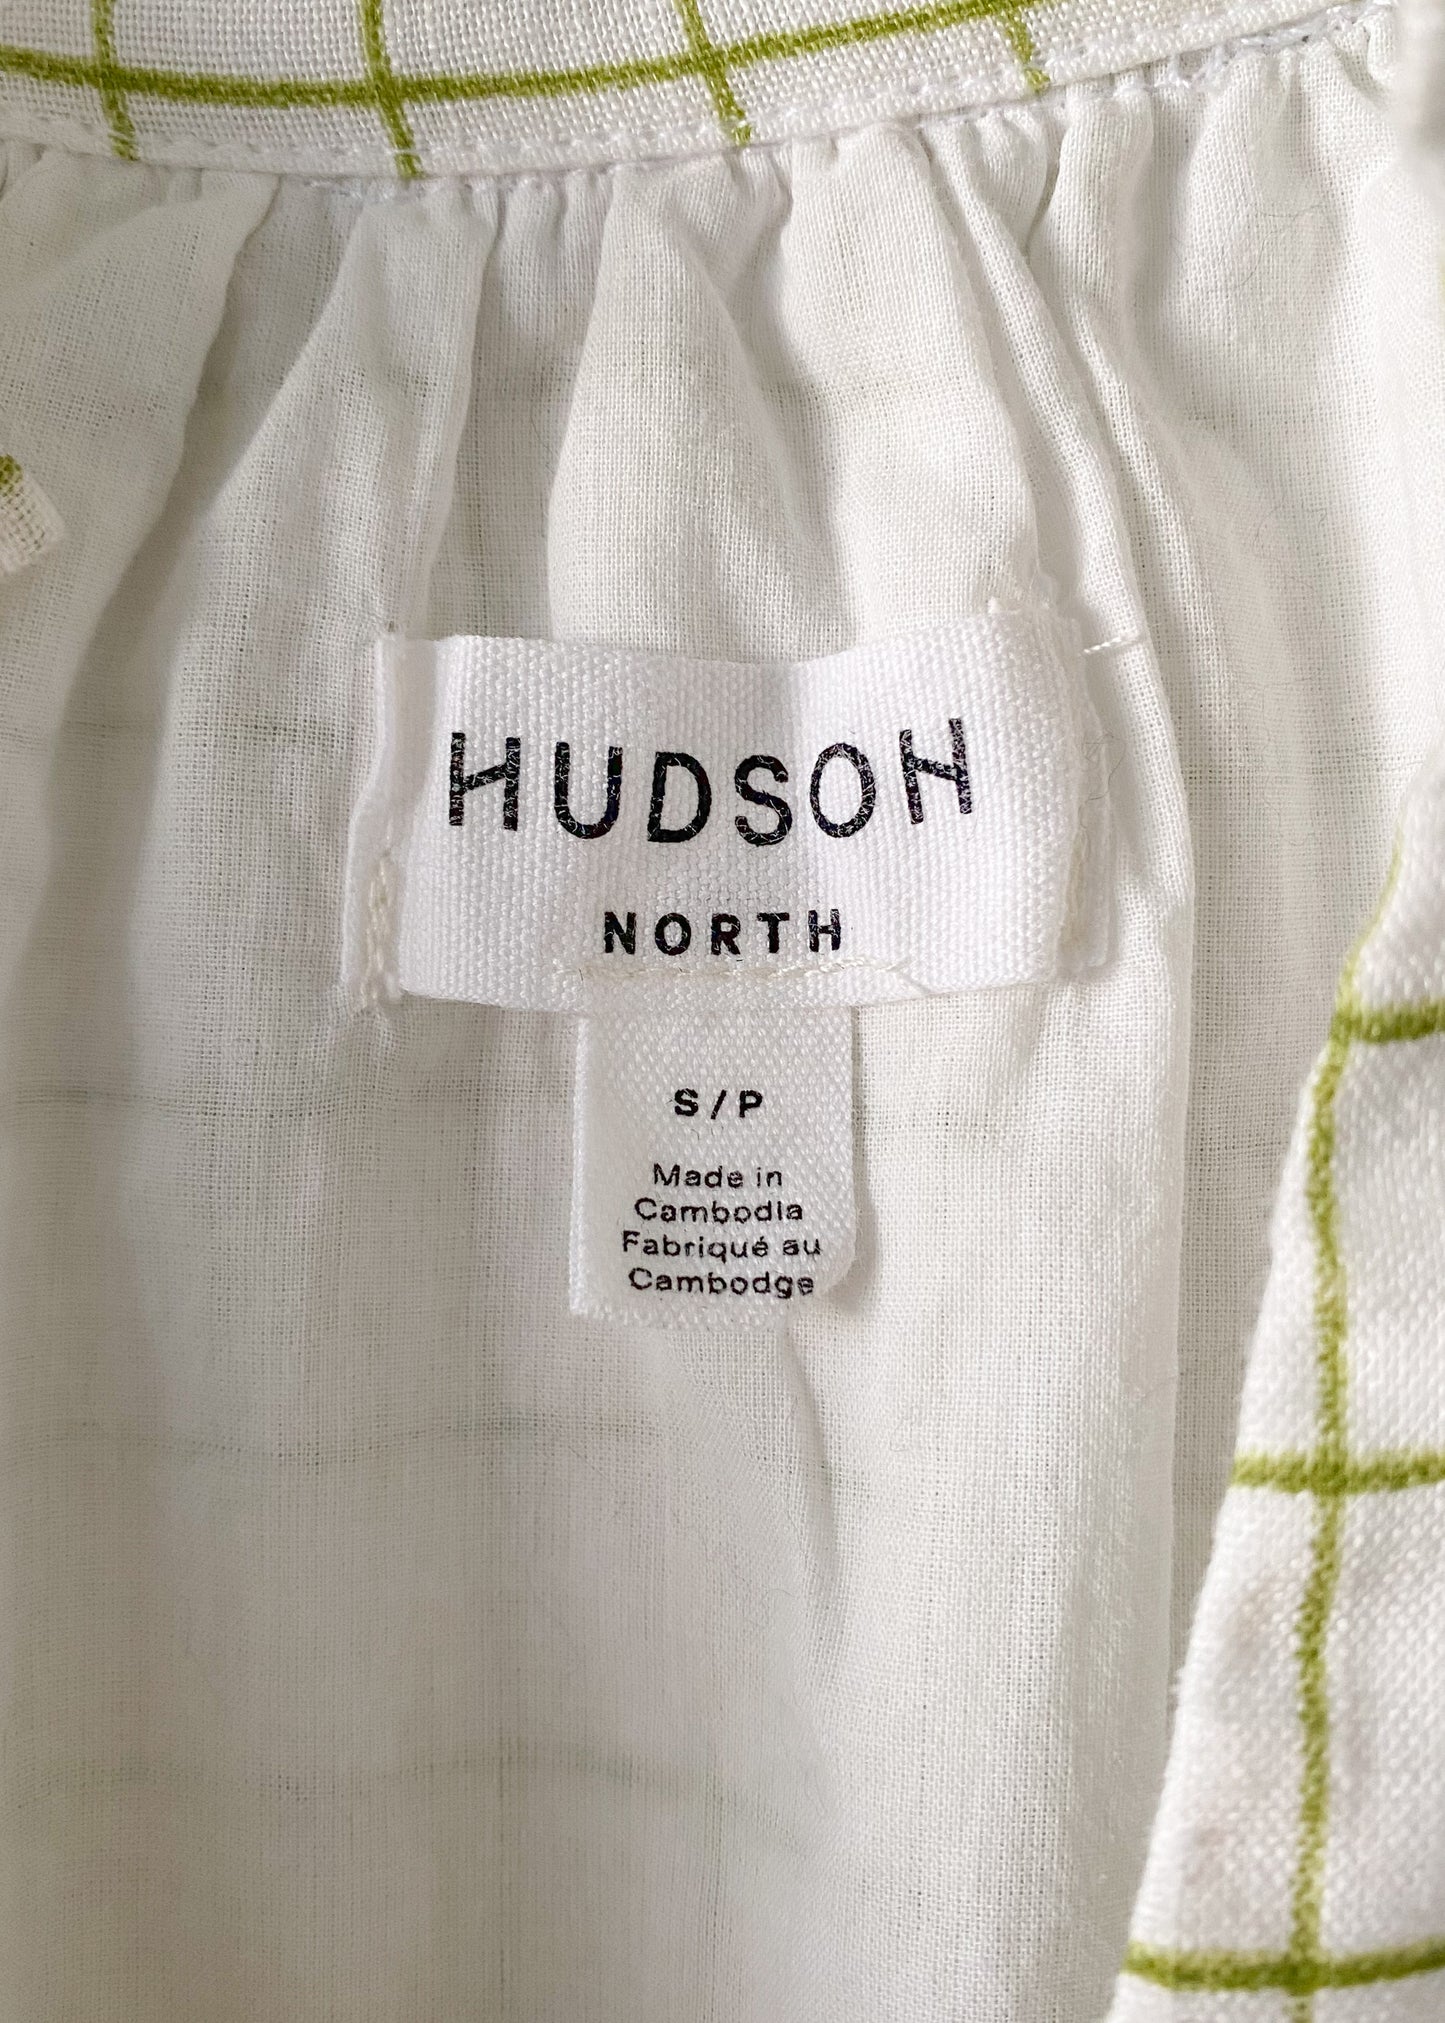 HUDSON
NORTH
S/P
Made in
Cambodia
Fabriqué au
Cambodge